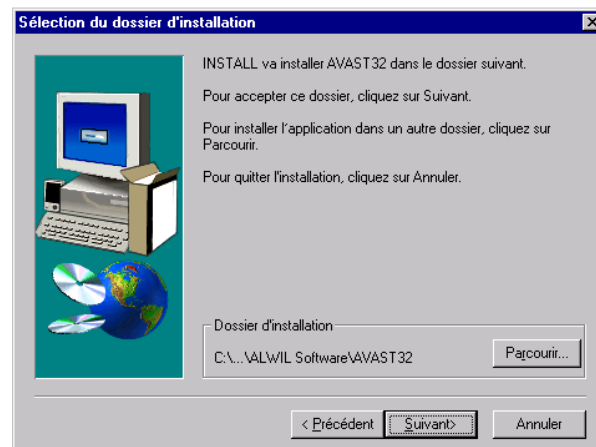 Sélection du dossier d'installation
INSTALL va installer AVAST32 dans le dossier suivant.
Pour accepter ce dossier, cliquez sur Suivant.
Pour installer l'application dans un autre dossier, cliquez sur
Parcourir.
Pour quitter l'installation, cliquez sur Annuler.
Dossier d'installation
C:\...\ALWIL Software\AVAST32
Parcourir...
< Précédent
Suivant>
Annuler